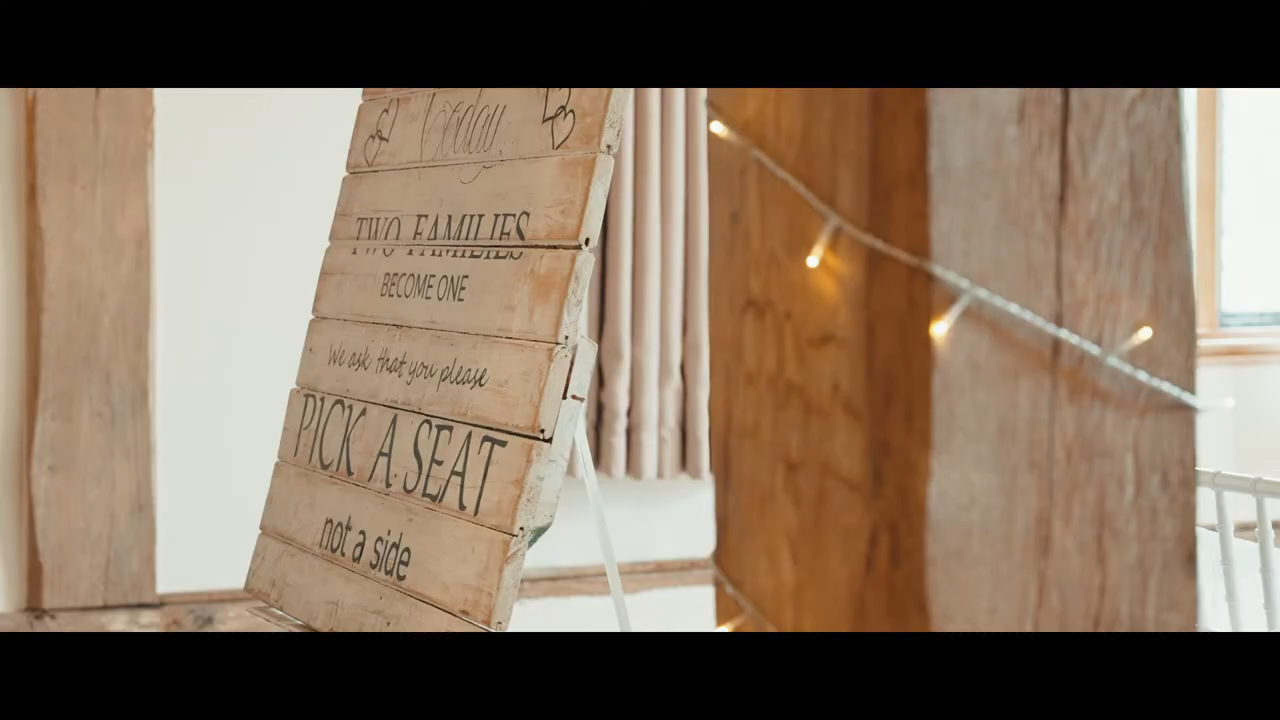 Today
TWO FAMILIES
BECOME ONE
We ask that you please
PICK A SEAT
not a side